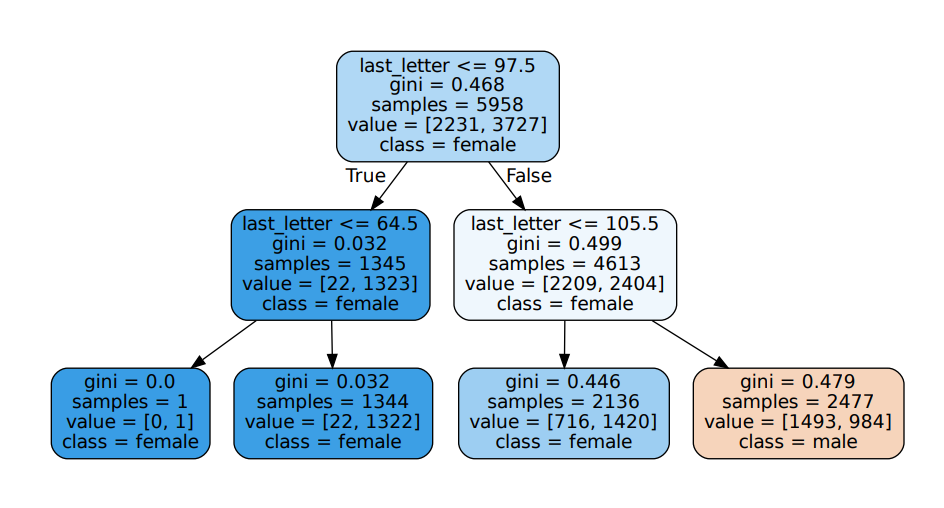 last_letter <= 97.5
gini = 0.468
samples = 5958
value = [2231, 3727]
class = female
True
False
last_letter <= 64.5
gini = 0.032
samples = 1345
value = [22, 1323]
class = female
last_letter <= 105.5
gini = 0.499
samples = 4613
value = [2209, 2404]
class = female
gini = 0.0
samples = 1
value = [0, 1]
class = female
gini = 0.032
samples = 1344
value = [22, 1322]
class = female
gini = 0.446
samples = 2136
value = [716, 1420]
class = female
gini = 0.479
samples = 2477
value = [1493, 984]
class = male